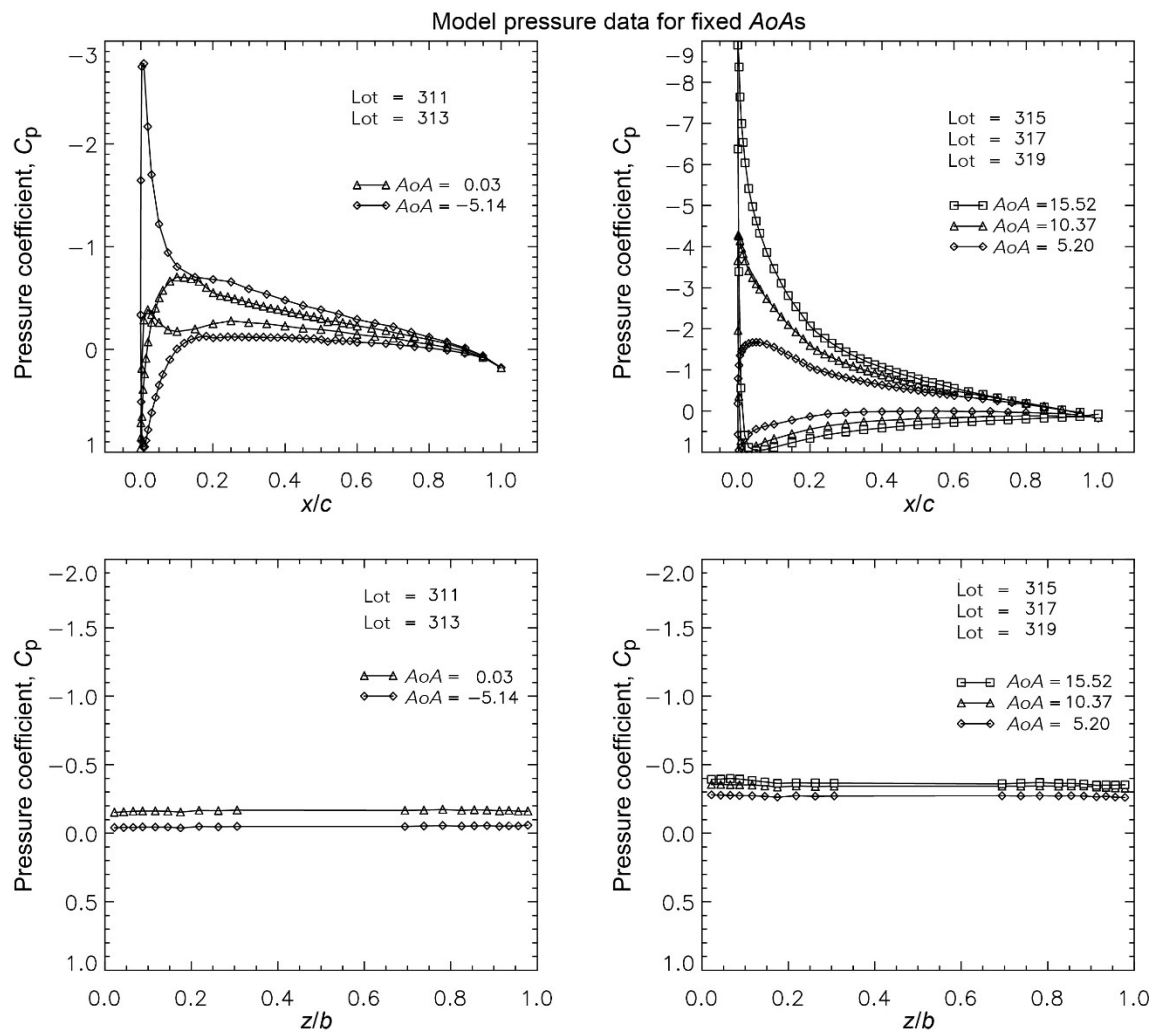 Model pressure data for fixed AoAs
Pressure coefficient, Cp
−3
−2
−1
0
1
Lot = 311
Lot = 313
AoA = 0.03
AoA = −5.14
0.0 0.2 0.4 0.6 0.8 1.0
x/c
Pressure coefficient, Cp
−9
−8
−7
−6
−5
−4
−3
−2
−1
0
1
Lot = 315
Lot = 317
Lot = 319
AoA = 15.52
AoA = 10.37
AoA = 5.20
0.0 0.2 0.4 0.6 0.8 1.0
x/c
Pressure coefficient, Cp
−2.0
−1.5
−1.0
−0.5
0.0
0.5
1.0
Lot = 311
Lot = 313
AoA = 0.03
AoA = −5.14
0.0 0.2 0.4 0.6 0.8 1.0
z/b
Pressure coefficient, Cp
−2.0
−1.5
−1.0
−0.5
0.0
0.5
1.0
Lot = 315
Lot = 317
Lot = 319
AoA = 15.52
AoA = 10.37
AoA = 5.20
0.0 0.2 0.4 0.6 0.8 1.0
z/b